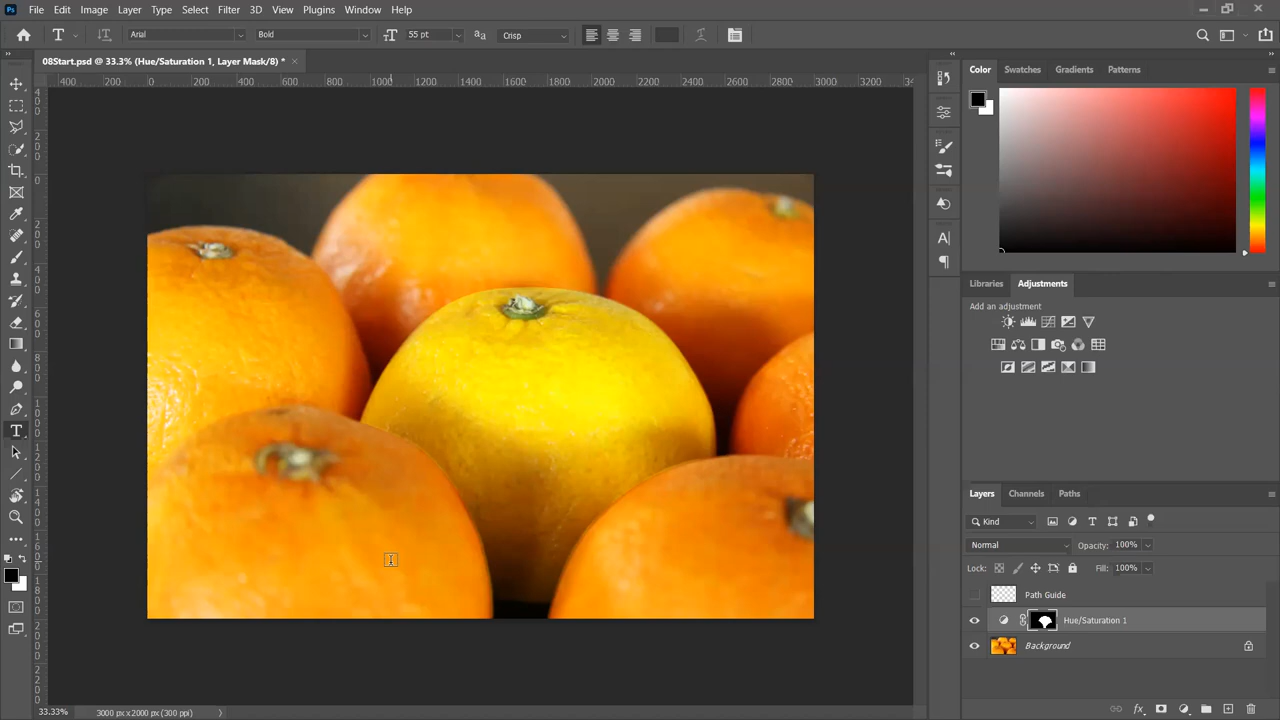 Ps File Edit Image Layer Type Select Filter 3D View Plugins Window Help
T Arial Bold 55 pt Crisp
08Start.psd @ 33.3% (Hue/Saturation 1, Layer Mask/8) *
400 200 0 200 400 600 800 1000 1200 1400 1600 1800 2000 2200 2400 2600 2800 3000 3200
Color Swatches Gradients Patterns
Libraries Adjustments
Add an adjustment
Layers Channels Paths
Kind
Normal Opacity: 100%
Lock: Fill: 100%
Path Guide
Hue/Saturation 1
Background
33.33% 3000 px x 2000 px (300 ppi)